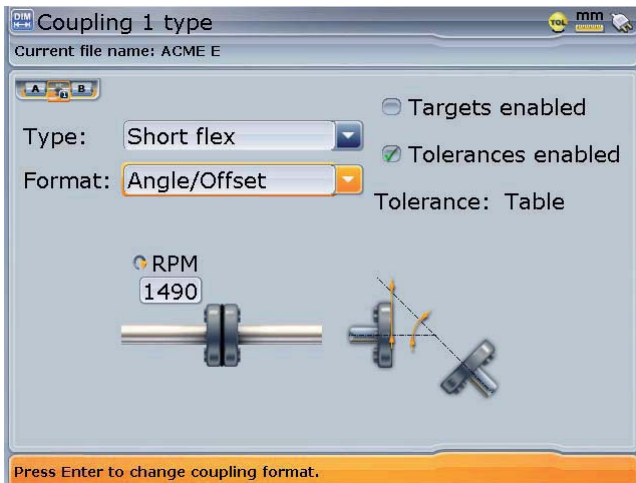 DIM
Coupling 1 type
TOL
mm
Current file name: ACME E
A
1
B
Targets enabled
Type: Short flex
Tolerances enabled
Format: Angle/Offset
Tolerance: Table
RPM
1490
Press Enter to change coupling format.